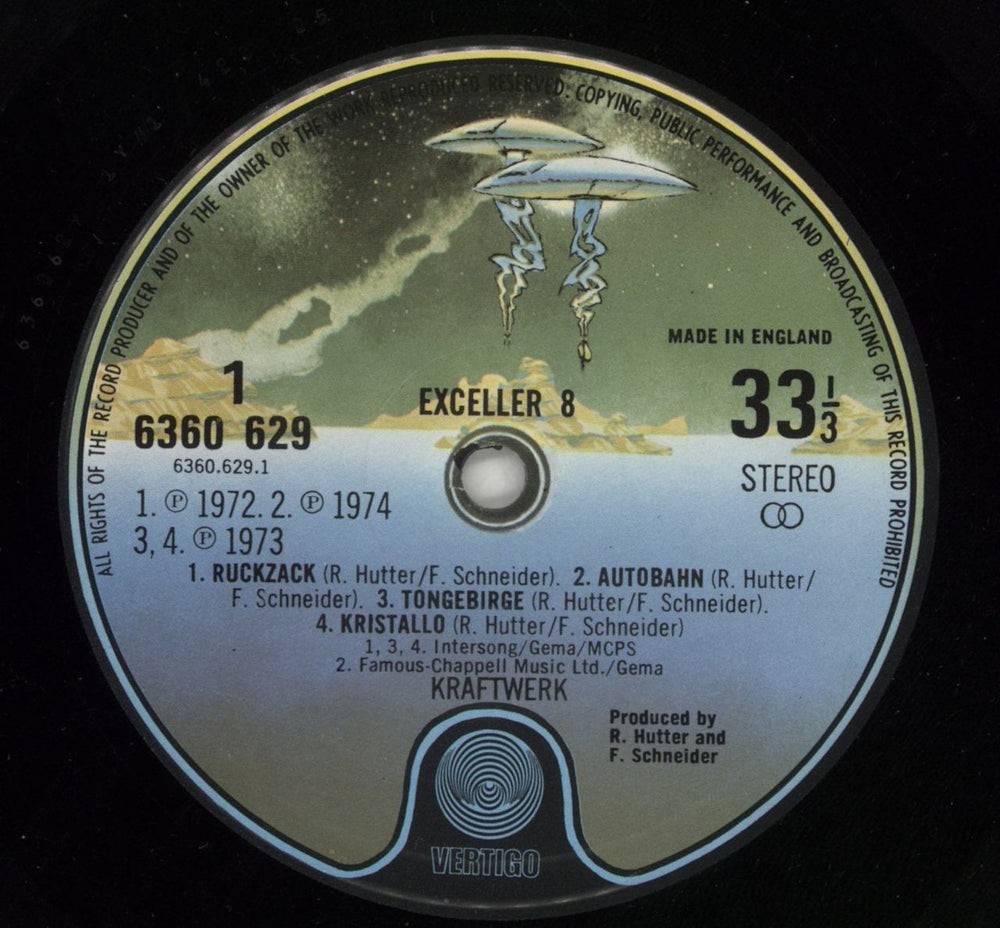 ALL RIGHTS OF THE RECORD PRODUCER AND OF THE OWNER OF THE WORK REPRODUCED RESERVED. COPYING, PUBLIC PERFORMANCE AND BROADCASTING OF THIS RECORD PROHIBITED
MADE IN ENGLAND
1
EXCELLER 8
33 1/3
6360 629
6360.629.1
STEREO
1. ℗ 1972. 2. ℗ 1974
3, 4. ℗ 1973
1. RUCKZACK (R. Hutter/F. Schneider). 2. AUTOBAHN (R. Hutter/
F. Schneider). 3. TONGEBIRGE (R. Hutter/F. Schneider).
4. KRISTALLO (R. Hutter/F. Schneider)
1, 3, 4. Intersong/Gema/MCPS
2. Famous-Chappell Music Ltd./Gema
KRAFTWERK
Produced by
R. Hutter and
F. Schneider
VERTIGO